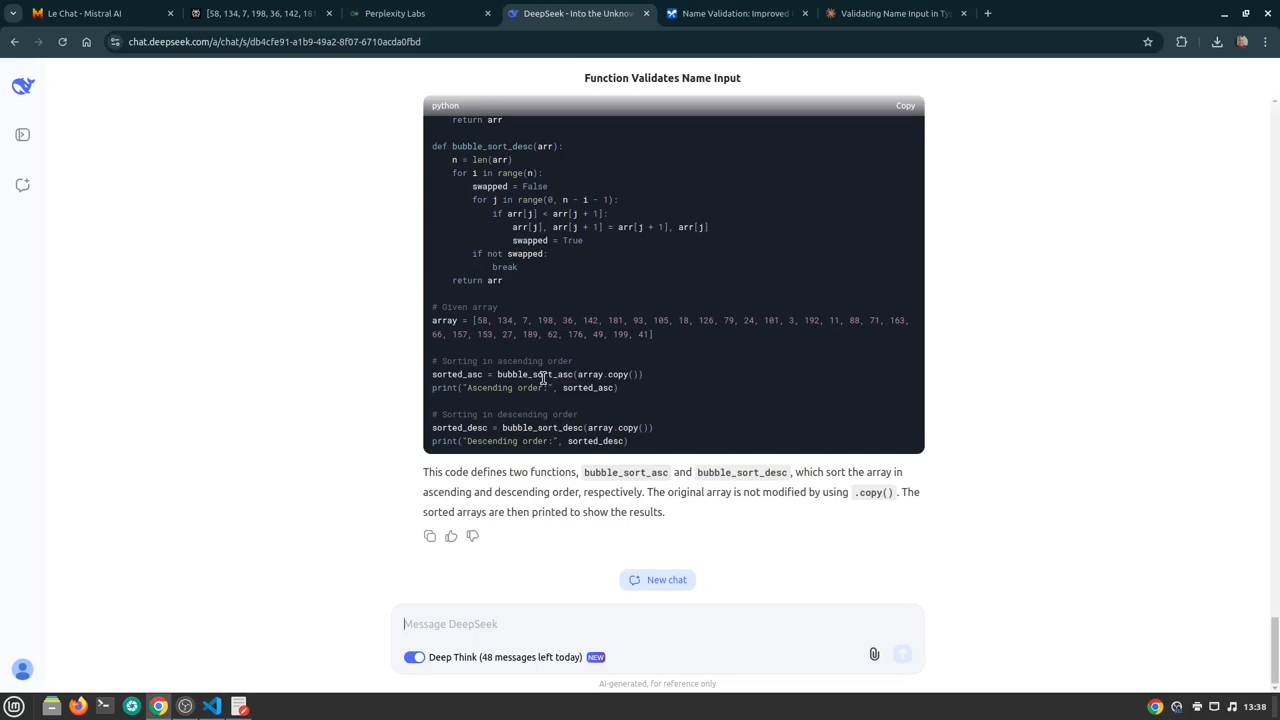 Le Chat - Mistral AI
[58, 134, 7, 198, 36, 142, 181
Perplexity Labs
DeepSeek - Into the Unknow
Name Validation: Improved
Validating Name Input in Typ
chat.deepseek.com/a/chat/s/db4cfe91-a1b9-49a2-8f07-6710acda0fbd
Function Validates Name Input
python
Copy
return arr
def bubble_sort_desc(arr):
n = len(arr)
for i in range(n):
swapped = False
for j in range(0, n - i - 1):
if arr[j] < arr[j + 1]:
arr[j], arr[j + 1] = arr[j + 1], arr[j]
swapped = True
if not swapped:
break
return arr
# Given array
array = [58, 134, 7, 198, 36, 142, 181, 93, 105, 18, 126, 79, 24, 101, 3, 192, 11, 88, 71, 163,
66, 157, 153, 27, 189, 62, 176, 49, 199, 41]
# Sorting in ascending order
sorted_asc = bubble_sort_asc(array.copy())
print("Ascending order:", sorted_asc)
# Sorting in descending order
sorted_desc = bubble_sort_desc(array.copy())
print("Descending order:", sorted_desc)
This code defines two functions, bubble_sort_asc and bubble_sort_desc, which sort the array in
ascending and descending order, respectively. The original array is not modified by using .copy(). The
sorted arrays are then printed to show the results.
New chat
Message DeepSeek
Deep Think (48 messages left today) NEW
AI-generated, for reference only
13:38